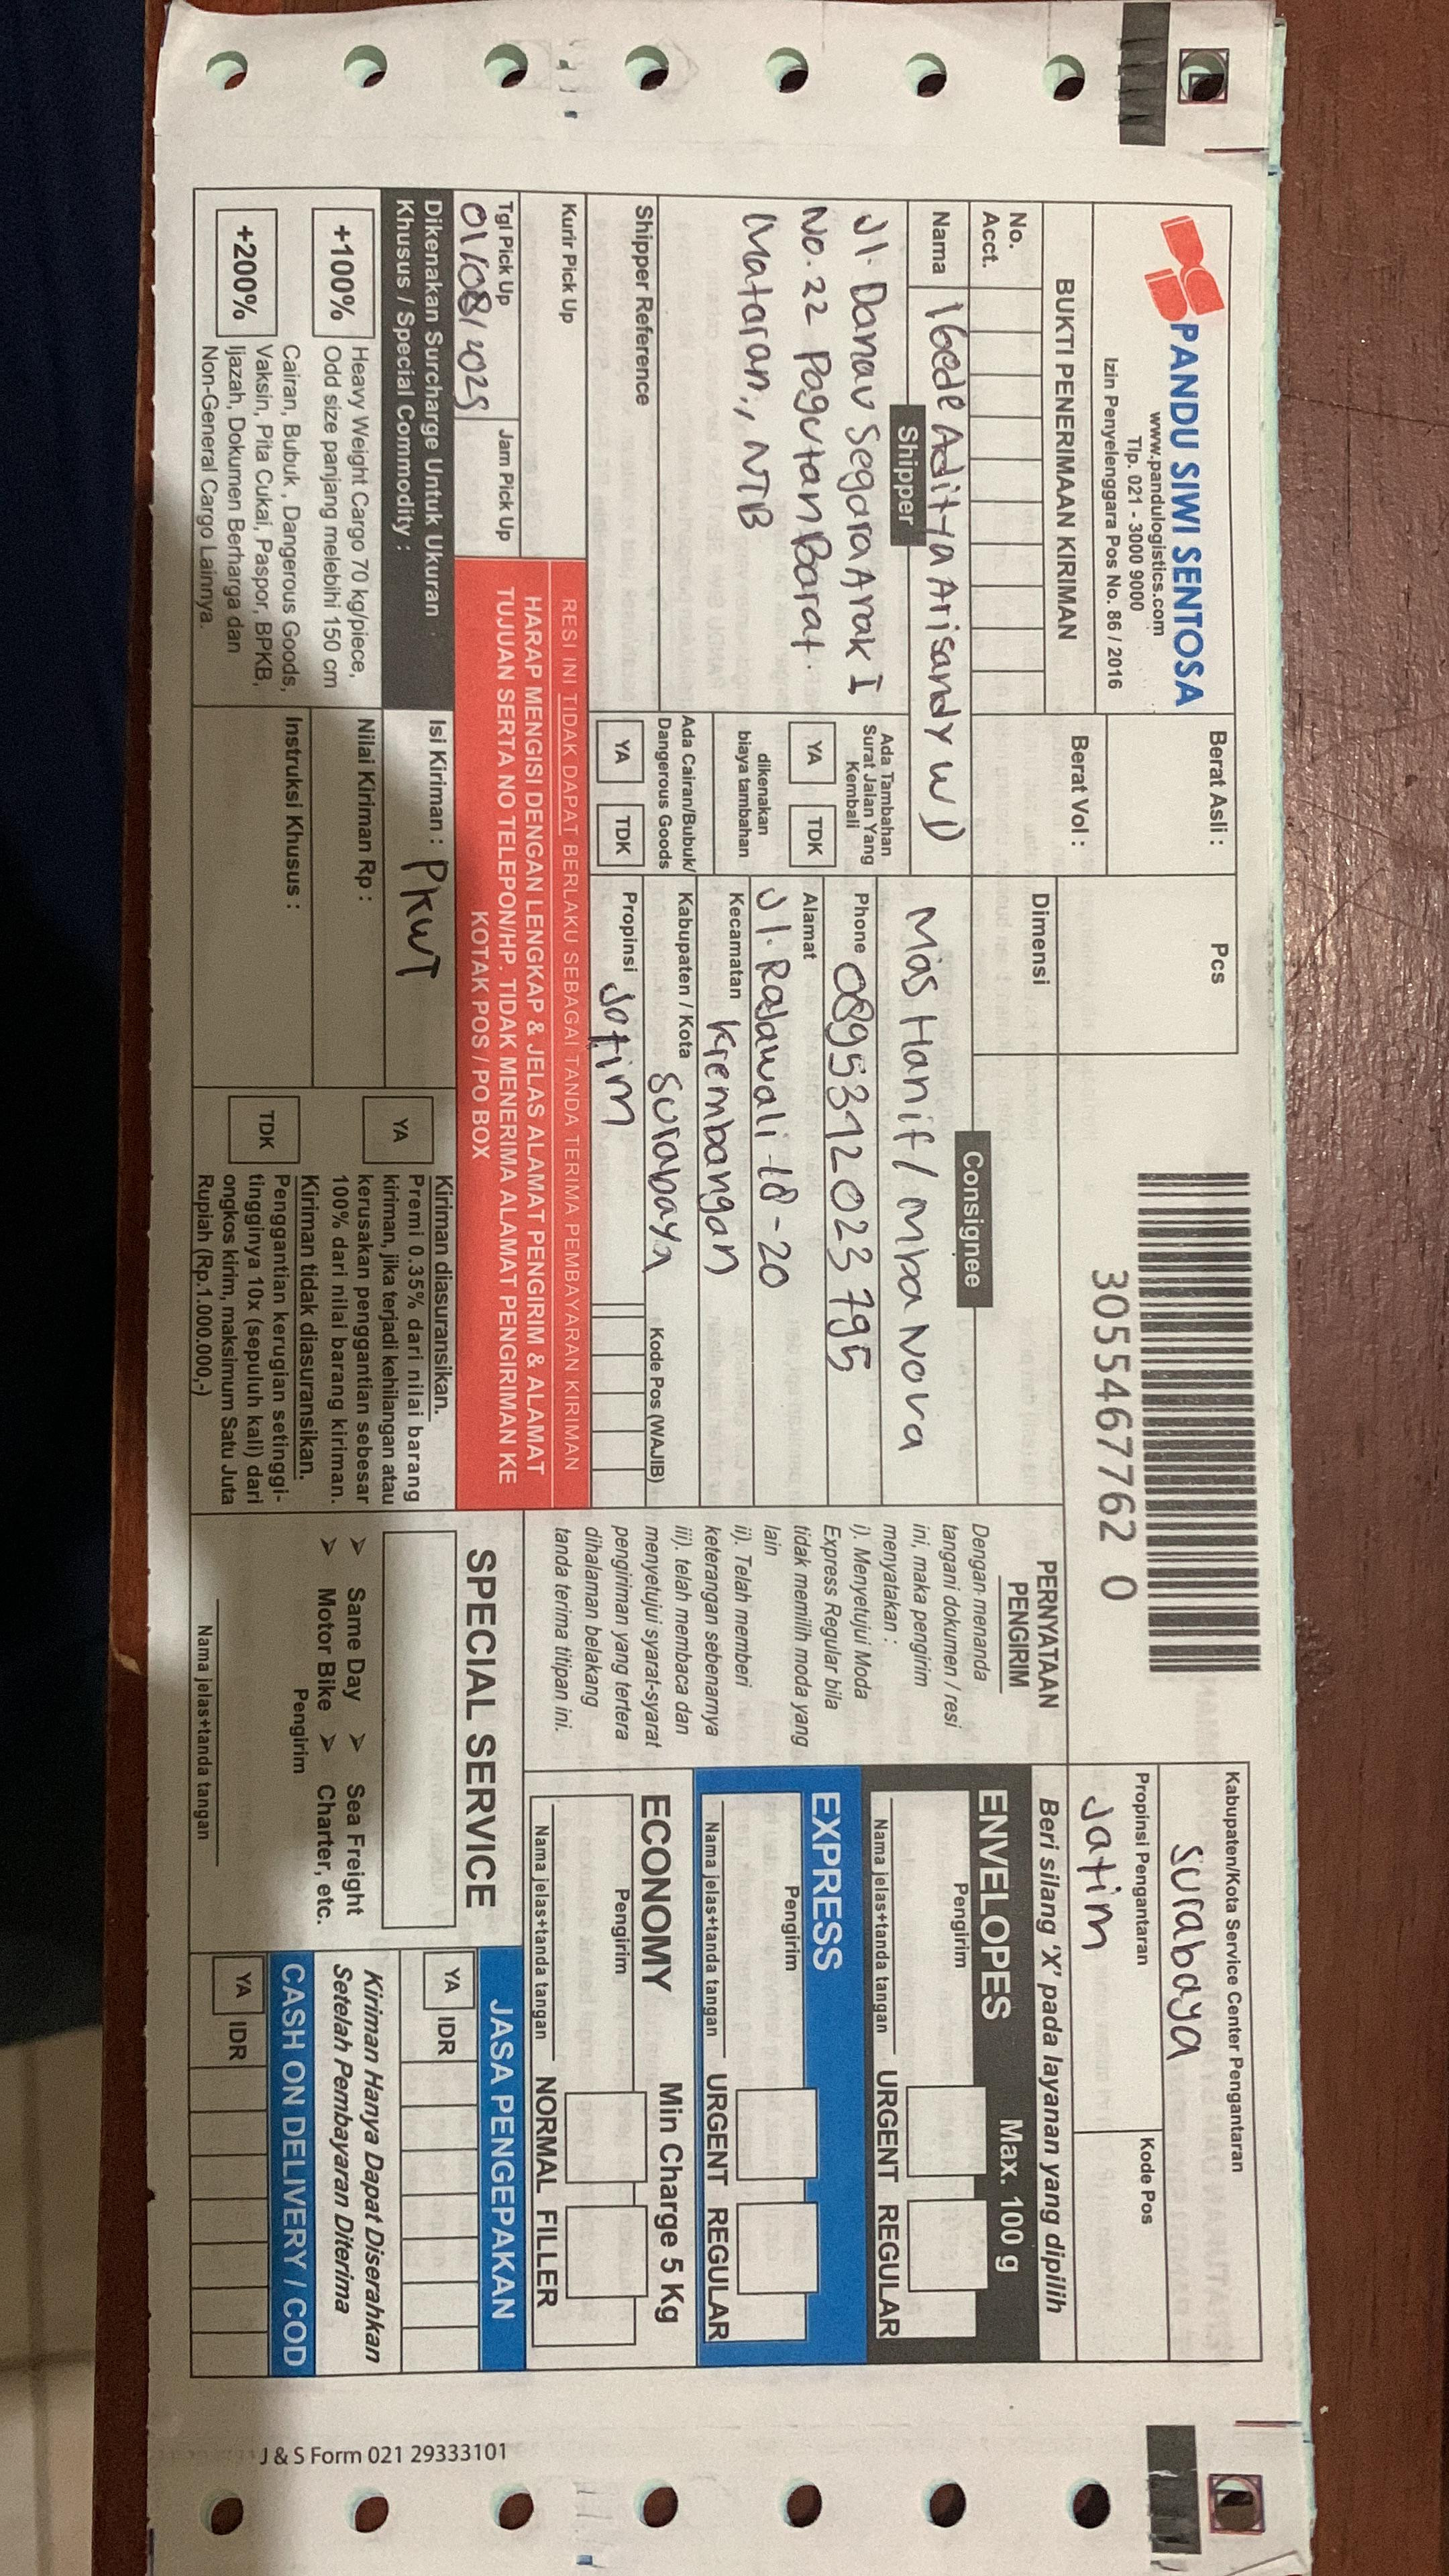 PANDU SIWI SENTOSA
www.pandulogistics.com
Tlp. 021 - 3000 9000
Izin Penyelenggara Pos No. 86 / 2016
BUKTI PENERIMAAN KIRIMAN
Berat Asli :
Pcs
Berat Vol :
Dimensi
30554677620
Kabupaten/Kota Service Center Pengantaran
Surabaya
Propinsi Pengantaran
Kode Pos
Jatim
No. Acct.
Shipper
Nama
I Gede Aditya Arisandy W D
Jl. Danau Segara Anak I
No. 22 Pagutan Barat.
Mataram, NTB
Shipper Reference
Kurir Pick Up
Tgl Pick Up
01/08/2025
Jam Pick Up
Ada Tambahan
Surat Jalan Yang
Kembali
YA
TDK
dikenakan
biaya tambahan
Ada Cairan/Bubuk/
Dangerous Goods
YA
TDK
Consignee
Mas Hanif / Mba Nova
Phone
0895312023795
Alamat
Jl. Rajawali 18-20
Kecamatan
Krembangan
Kabupaten / Kota
Surabaya
Kode Pos (WAJIB)
Propinsi
Jatim
RESI INI TIDAK DAPAT BERLAKU SEBAGAI TANDA TERIMA PEMBAYARAN KIRIMAN
HARAP MENGISI DENGAN LENGKAP & JELAS ALAMAT PENGIRIM & ALAMAT
TUJUAN SERTA NO TELEPON/HP. TIDAK MENERIMA ALAMAT PENGIRIMAN KE
KOTAK POS / PO BOX
Dikenakan Surcharge Untuk Ukuran
Khusus / Special Commodity :
+100%
Heavy Weight Cargo 70 kg/piece,
Odd size panjang melebihi 150 cm
+200%
Cairan, Bubuk , Dangerous Goods,
Vaksin, Pita Cukai, Paspor, BPKB,
Ijazah, Dokumen Berharga dan
Non-General Cargo Lainnya.
Isi Kiriman :
PKWT
Nilai Kiriman Rp :
Instruksi Khusus :
YA
Kiriman diasuransikan.
Premi 0.35% dari nilai barang
kiriman, jika terjadi kehilangan atau
kerusakan penggantian sebesar
100% dari nilai barang kiriman.
TDK
Kiriman tidak diasuransikan.
Penggantian kerugian setinggi-
tingginya 10x (sepuluh kali) dari
ongkos kirim, maksimum Satu Juta
Rupiah (Rp.1.000.000,-)
PERNYATAAN
PENGIRIM
Dengan menanda
tangani dokumen / resi
ini, maka pengirim
menyatakan :
i). Menyetujui Moda
Express Regular bila
tidak memilih moda yang
lain
ii). Telah memberi
keterangan sebenarnya
iii). telah membaca dan
menyetujui syarat-syarat
pengiriman yang tertera
dihalaman belakang
tanda terima titipan ini.
Beri silang 'X' pada layanan yang dipilih
ENVELOPES
Max. 100 g
Pengirim
Nama jelas+tanda tangan
URGENT
REGULAR
EXPRESS
Pengirim
Nama jelas+tanda tangan
URGENT
REGULAR
ECONOMY
Min Charge 5 Kg
Pengirim
Nama jelas+tanda tangan
NORMAL
FILLER
SPECIAL SERVICE
➤ Same Day ➤ Sea Freight
➤ Motor Bike ➤ Charter, etc.
Pengirim
Nama jelas+tanda tangan
JASA PENGEPAKAN
YA
IDR
Kiriman Hanya Dapat Diserahkan
Setelah Pembayaran Diterima
CASH ON DELIVERY / COD
YA
IDR
J & S Form 021 29333101